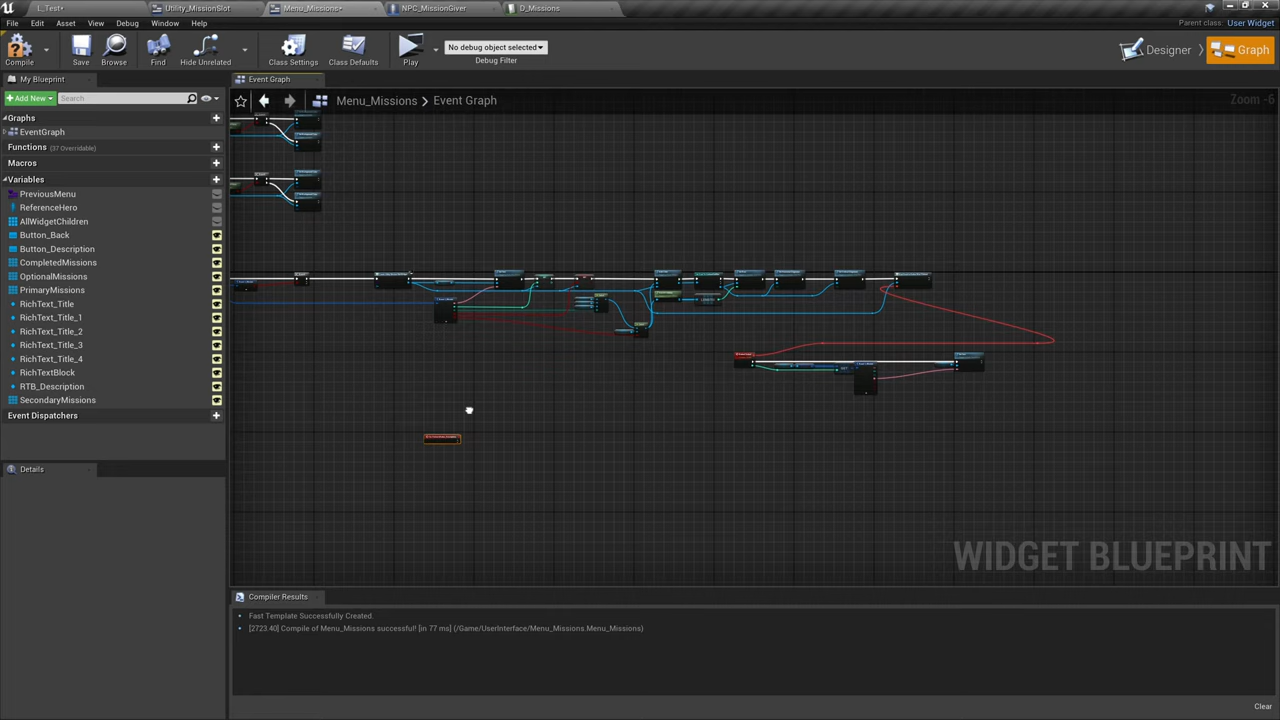 L_Test•
Utility_MissionSlot
Menu_Missions•
NPC_MissionGiver
D_Missions
File Edit Asset View Debug Window Help
Parent class: User Widget
Compile
Save
Browse
Find
Hide Unrelated
Class Settings
Class Defaults
Play
No debug object selected
Debug Filter
Designer
Graph
My Blueprint
Event Graph
+Add New
Search
Menu_Missions > Event Graph
Zoom -6
Graphs
EventGraph
Functions (37 Overridable)
Macros
Variables
PreviousMenu
ReferenceHero
AllWidgetChildren
Button_Back
Button_Description
CompletedMissions
OptionalMissions
PrimaryMissions
RichText_Title
RichText_Title_1
RichText_Title_2
RichText_Title_3
RichText_Title_4
RichTextBlock
RTB_Description
SecondaryMissions
Event Dispatchers
Details
WIDGET BLUEPRINT
Compiler Results
• Fast Template Successfully Created.
• [2723.40] Compile of Menu_Missions successful! [in 77 ms] (/Game/UserInterface/Menu_Missions.Menu_Missions)
Clear